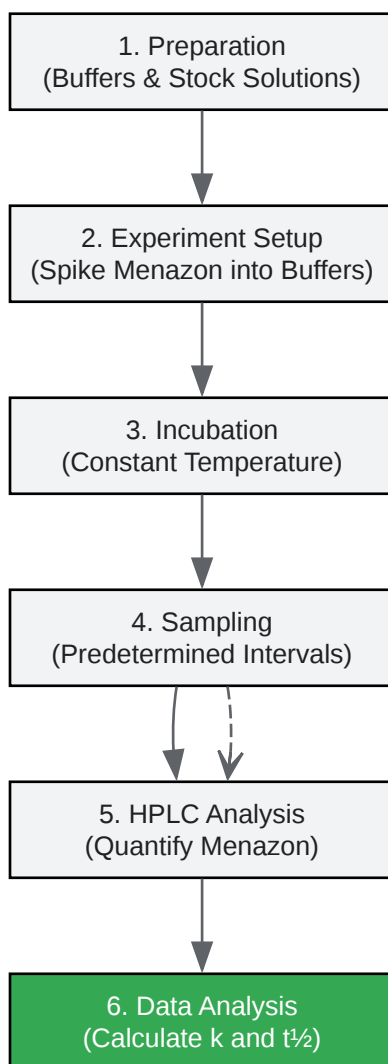 1. Preparation
(Buffers & Stock Solutions)
2. Experiment Setup
(Spike Menazon into Buffers)
3. Incubation
(Constant Temperature)
4. Sampling
(Predetermined Intervals)
5. HPLC Analysis
(Quantify Menazon)
6. Data Analysis
(Calculate k and t½)